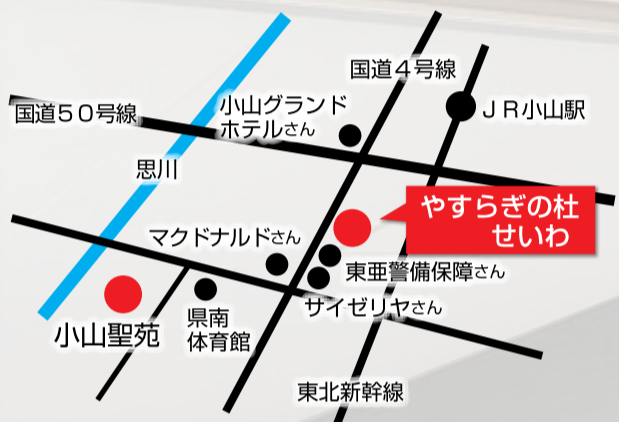 国道4号線
小山グランド
ホテルさん
JR小山駅
国道50号線
思川
やすらぎの杜
せいわ
マクドナルドさん
東亜警備保障さん
サイゼリヤさん
県南
体育館
小山聖苑
東北新幹線